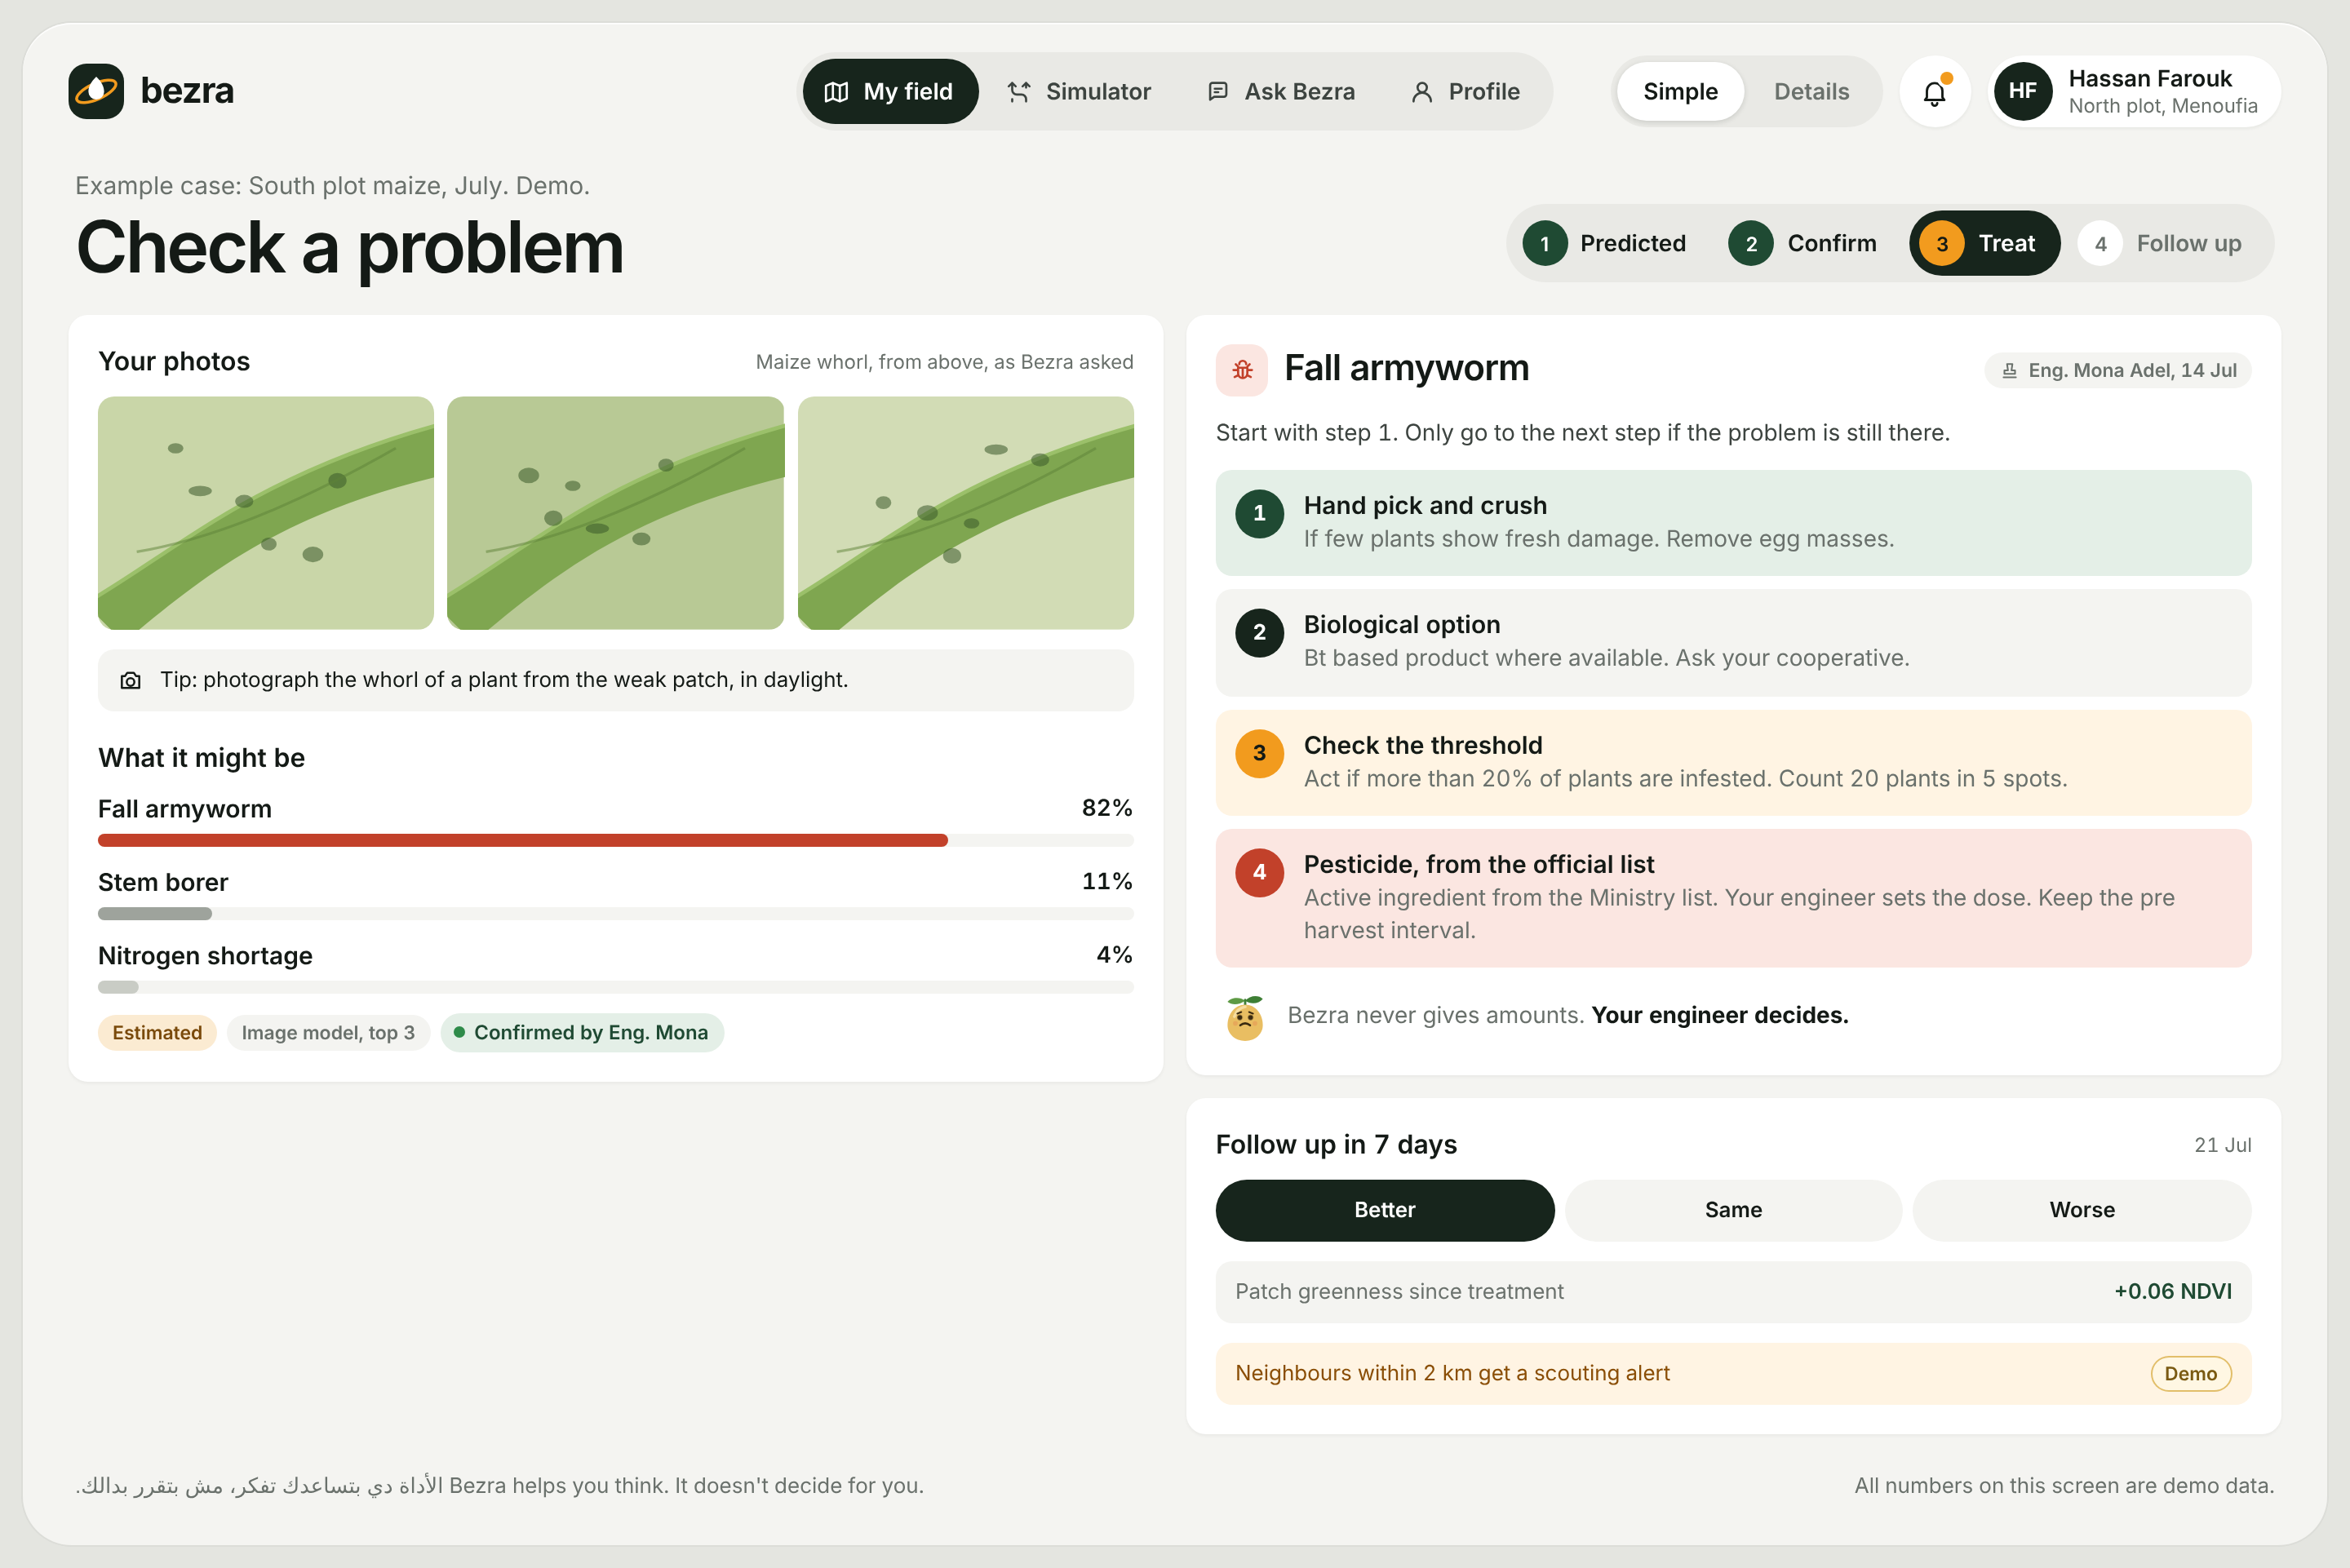 bezra
My field
Simulator
Ask Bezra
Profile
Simple
Details
HF
Hassan Farouk
North plot, Menoufia
Example case: South plot maize, July. Demo.
Check a problem
1 Predicted
2 Confirm
3 Treat
4 Follow up
Your photos
Maize whorl, from above, as Bezra asked
Tip: photograph the whorl of a plant from the weak patch, in daylight.
What it might be
Fall armyworm 82%
Stem borer 11%
Nitrogen shortage 4%
Estimated
Image model, top 3
Confirmed by Eng. Mona
Fall armyworm
Eng. Mona Adel, 14 Jul
Start with step 1. Only go to the next step if the problem is still there.
1 Hand pick and crush
If few plants show fresh damage. Remove egg masses.
2 Biological option
Bt based product where available. Ask your cooperative.
3 Check the threshold
Act if more than 20% of plants are infested. Count 20 plants in 5 spots.
4 Pesticide, from the official list
Active ingredient from the Ministry list. Your engineer sets the dose. Keep the pre
harvest interval.
Bezra never gives amounts. Your engineer decides.
Follow up in 7 days
21 Jul
Better
Same
Worse
Patch greenness since treatment +0.06 NDVI
Neighbours within 2 km get a scouting alert Demo
الأداة دي بتساعدك تفكر، مش بتقرر بدالك. Bezra helps you think. It doesn't decide for you.
All numbers on this screen are demo data.